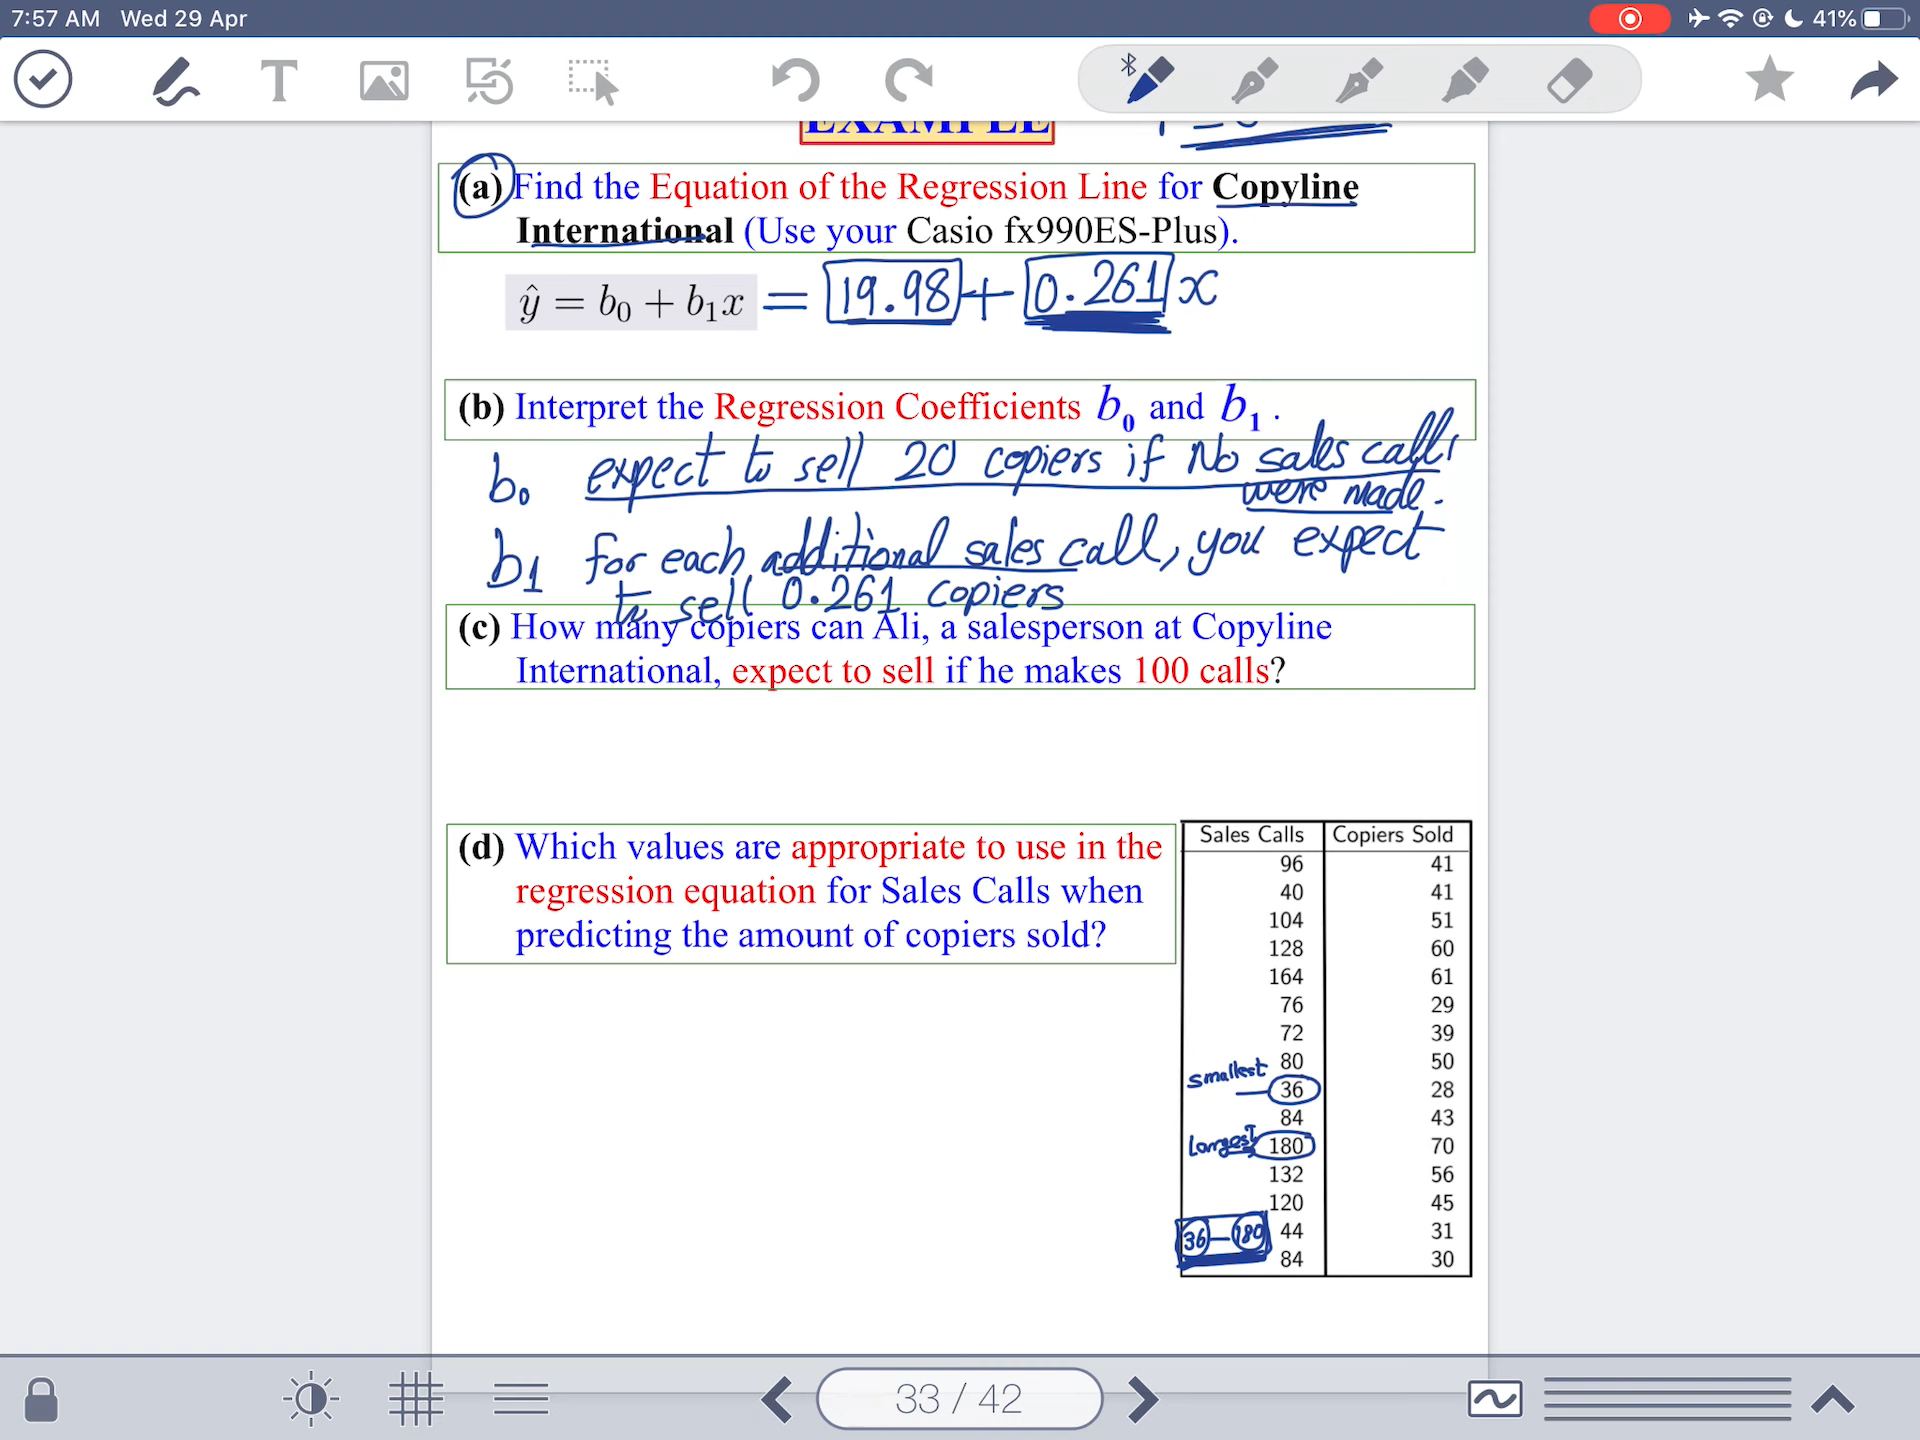 7:57 AM Wed 29 Apr 41%
T
EXAMPLE
(a) Find the Equation of the Regression Line for Copyline
International (Use your Casio fx990ES-Plus).
ŷ = b₀ + b₁x = 19.98 + 0.261 x
(b) Interpret the Regression Coefficients b₀ and b₁.
b₀ expect to sell 20 copiers if No sales calls
were made.
b1 for each additional sales call, you expect
to sell 0.261 copiers
(c) How many copiers can Ali, a salesperson at Copyline
International, expect to sell if he makes 100 calls?
(d) Which values are appropriate to use in the
regression equation for Sales Calls when
predicting the amount of copiers sold?
Sales Calls Copiers Sold
96 41
40 41
104 51
128 60
164 61
76 29
72 39
80 50
smallest 36 28
84 43
Largest 180 70
132 56
120 45
36 - 180 44 31
84 30
33 / 42